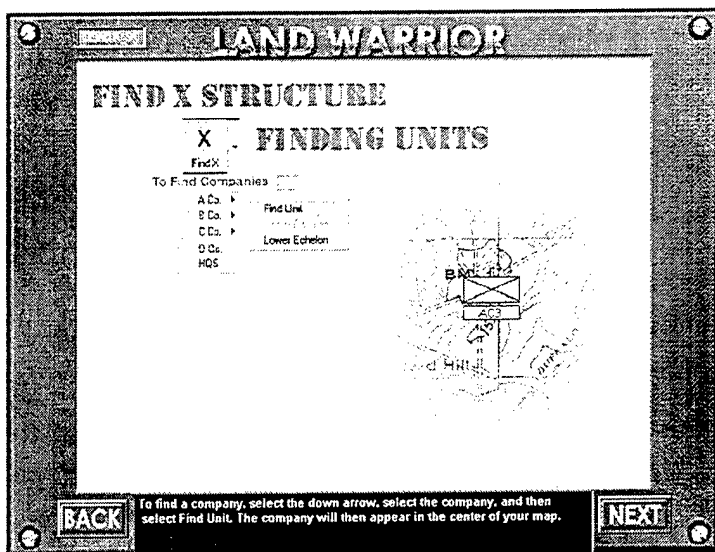 LAND WARRIOR
FIND X STRUCTURE
X
Find X
FINDING UNITS
To Find Companies
A Co.
B Co.
C Co.
D Co.
HQS
Find Unit
Lower Echelon
AC3
Hill
BACK
To find a company, select the down arrow, select the company, and then
select Find Unit. The company will then appear in the center of your map.
NEXT